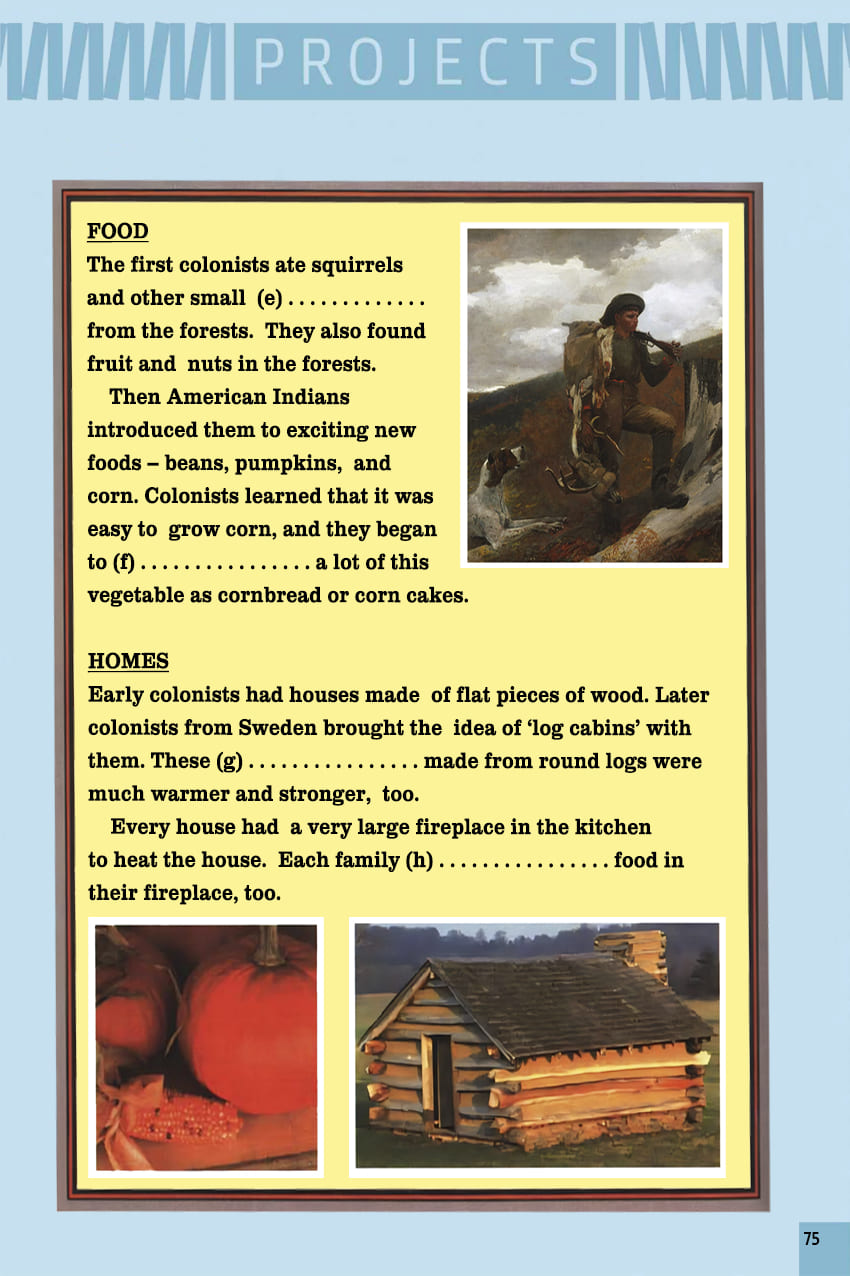 PROJECTS
FOOD
The first colonists ate squirrels
and other small (e) . . . . . . . . . . . . .
from the forests. They also found
fruit and nuts in the forests.
Then American Indians
introduced them to exciting new
foods – beans, pumpkins, and
corn. Colonists learned that it was
easy to grow corn, and they began
to (f) . . . . . . . . . . . . . . . . a lot of this
vegetable as cornbread or corn cakes.
HOMES
Early colonists had houses made of flat pieces of wood. Later
colonists from Sweden brought the idea of ‘log cabins’ with
them. These (g) . . . . . . . . . . . . . . . . made from round logs were
much warmer and stronger, too.
Every house had a very large fireplace in the kitchen
to heat the house. Each family (h) . . . . . . . . . . . . . . . . food in
their fireplace, too.
75